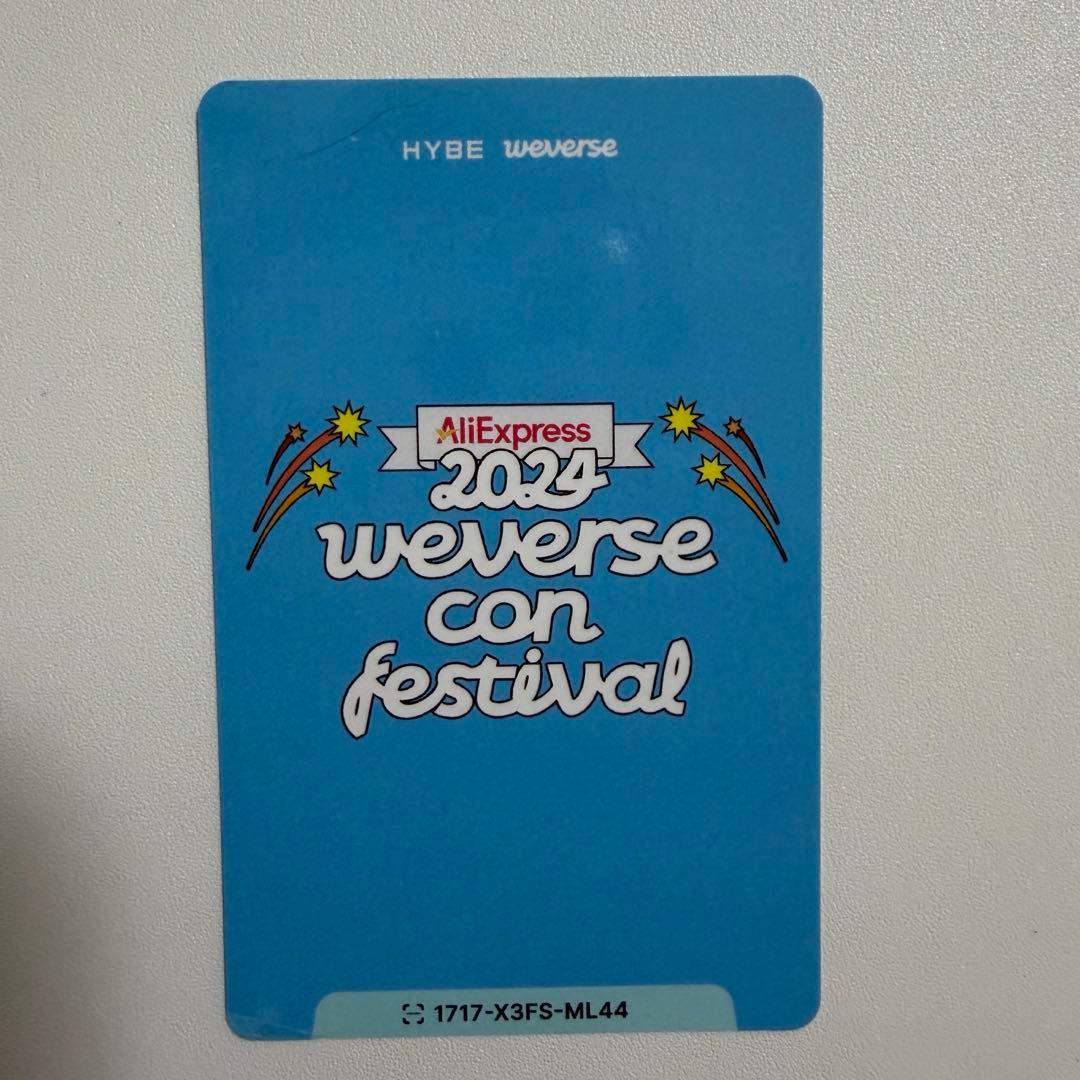 HYBE weverse
AliExpress
2024
weverse
con
festival
1717-X3FS-ML44